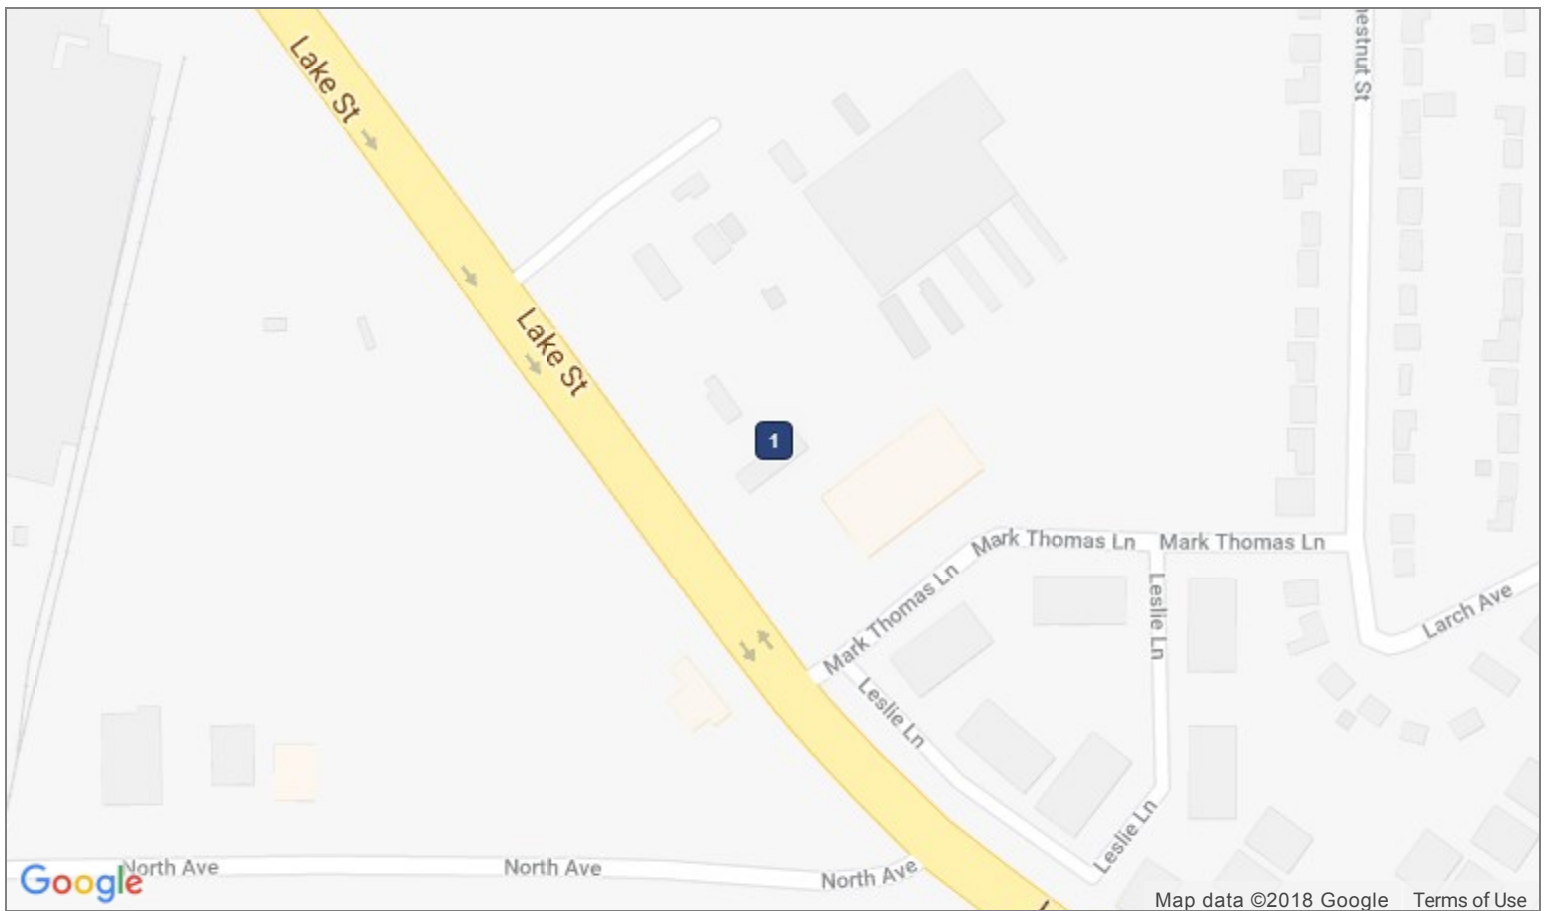 Lake St
hestnut St
Lake St
1
Mark Thomas Ln
Mark Thomas Ln
Mark Thomas Ln
Leslie Ln
Larch Ave
Leslie Ln
Leslie Ln
North Ave
North Ave
North Ave
Google
Map data ©2018 Google
Terms of Use